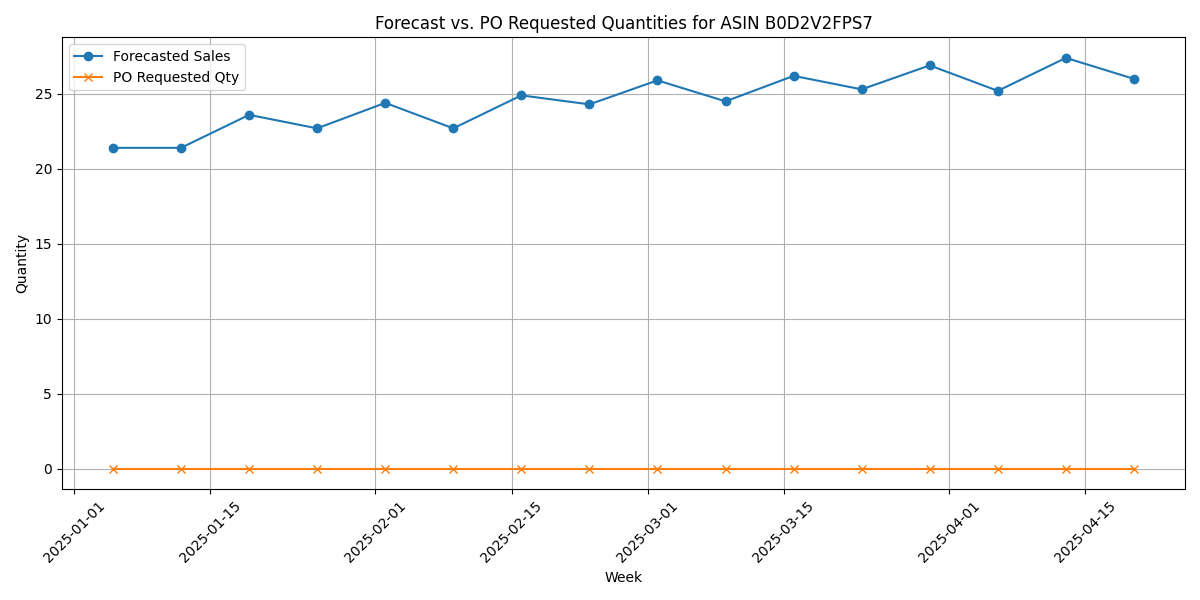 Forecast vs. PO Requested Quantities for ASIN B0D2V2FPS7
Forecasted Sales
PO Requested Qty
Quantity
25
20
15
10
5
0
2025-01-01
2025-01-15
2025-02-01
2025-02-15
2025-03-01
2025-03-15
2025-04-01
2025-04-15
Week